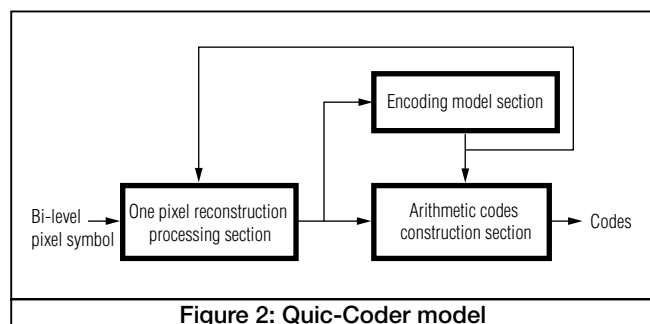 Encoding model section
Bi-level
pixel symbol
One pixel reconstruction
processing section
Arithmetic codes
construction section
Codes
Figure 2: Quic-Coder model